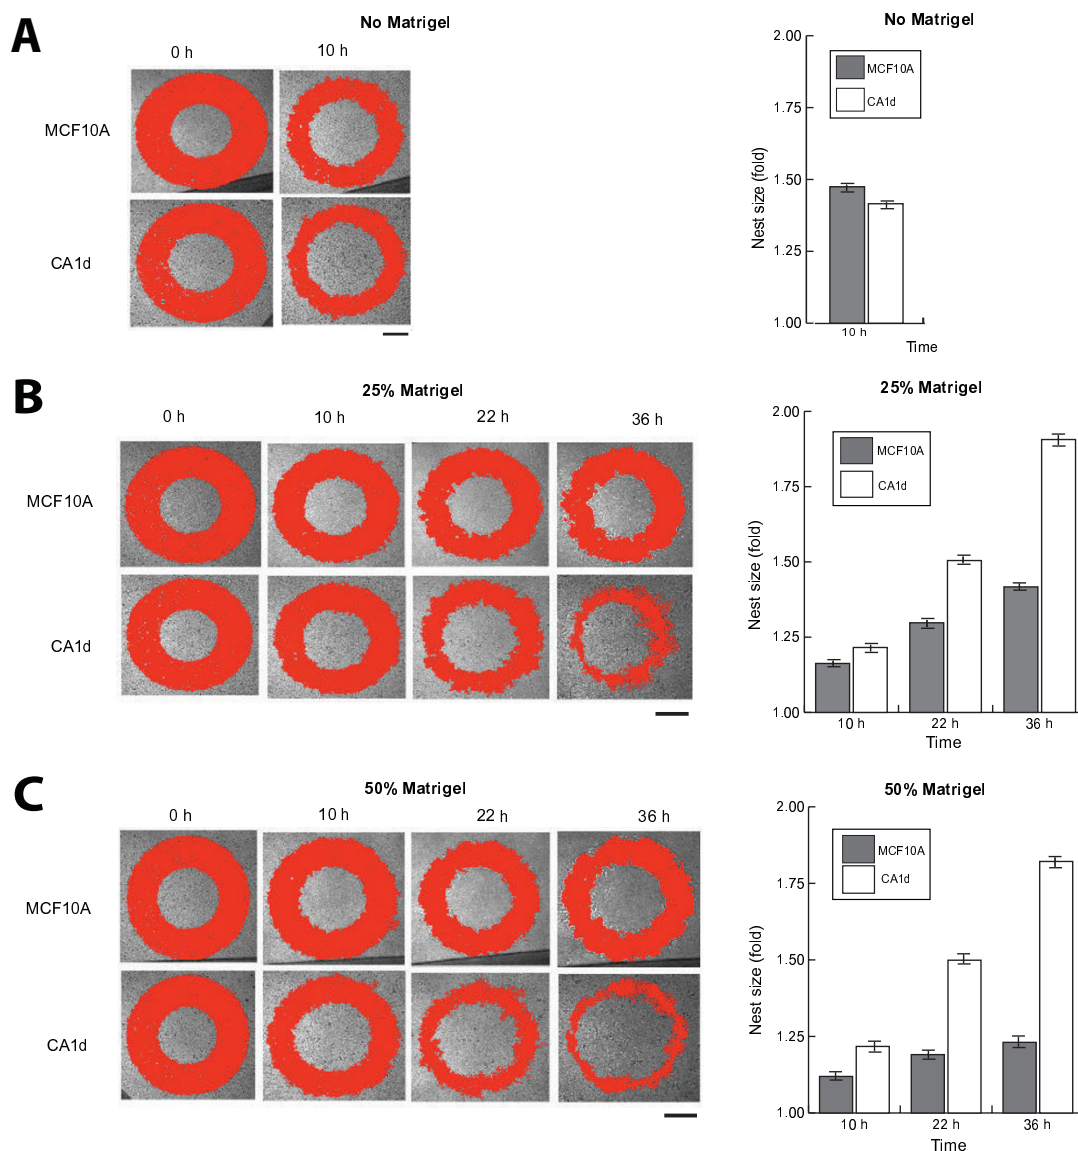 A
No Matrigel
0 h
10 h
MCF10A
CA1d
No Matrigel
2.00
1.75
1.50
1.25
1.00
Nest size (fold)
MCF10A
CA1d
10 h
Time
B
25% Matrigel
0 h
10 h
22 h
36 h
MCF10A
CA1d
25% Matrigel
2.00
1.75
1.50
1.25
1.00
Nest size (fold)
MCF10A
CA1d
10 h
22 h
36 h
Time
C
50% Matrigel
0 h
10 h
22 h
36 h
MCF10A
CA1d
50% Matrigel
2.00
1.75
1.50
1.25
1.00
Nest size (fold)
MCF10A
CA1d
10 h
22 h
36 h
Time